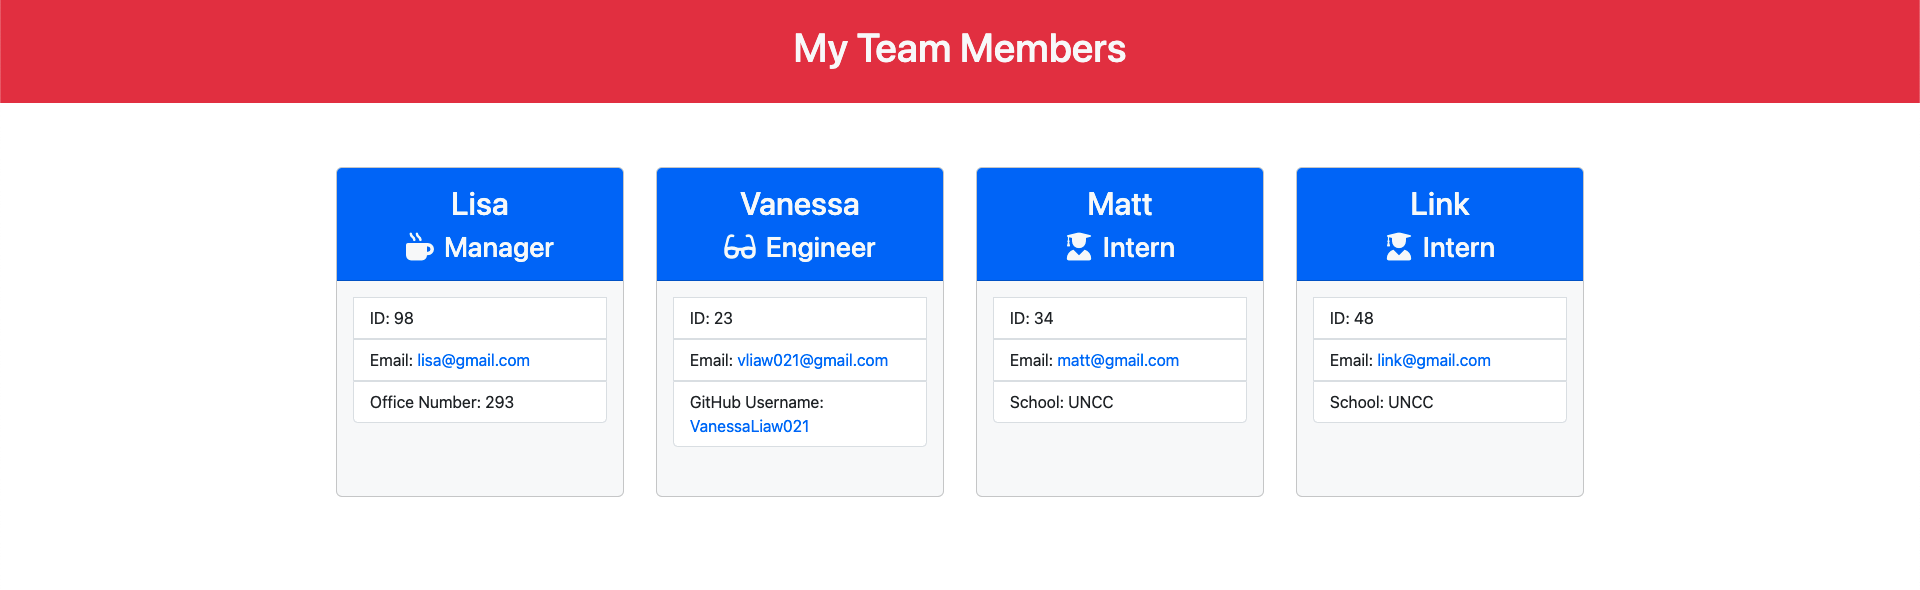 My Team Members
Lisa
Manager
ID: 98
Email: lisa@gmail.com
Office Number: 293
Vanessa
Engineer
ID: 23
Email: vliaw021@gmail.com
GitHub Username:
VanessaLiaw021
Matt
Intern
ID: 34
Email: matt@gmail.com
School: UNCC
Link
Intern
ID: 48
Email: link@gmail.com
School: UNCC